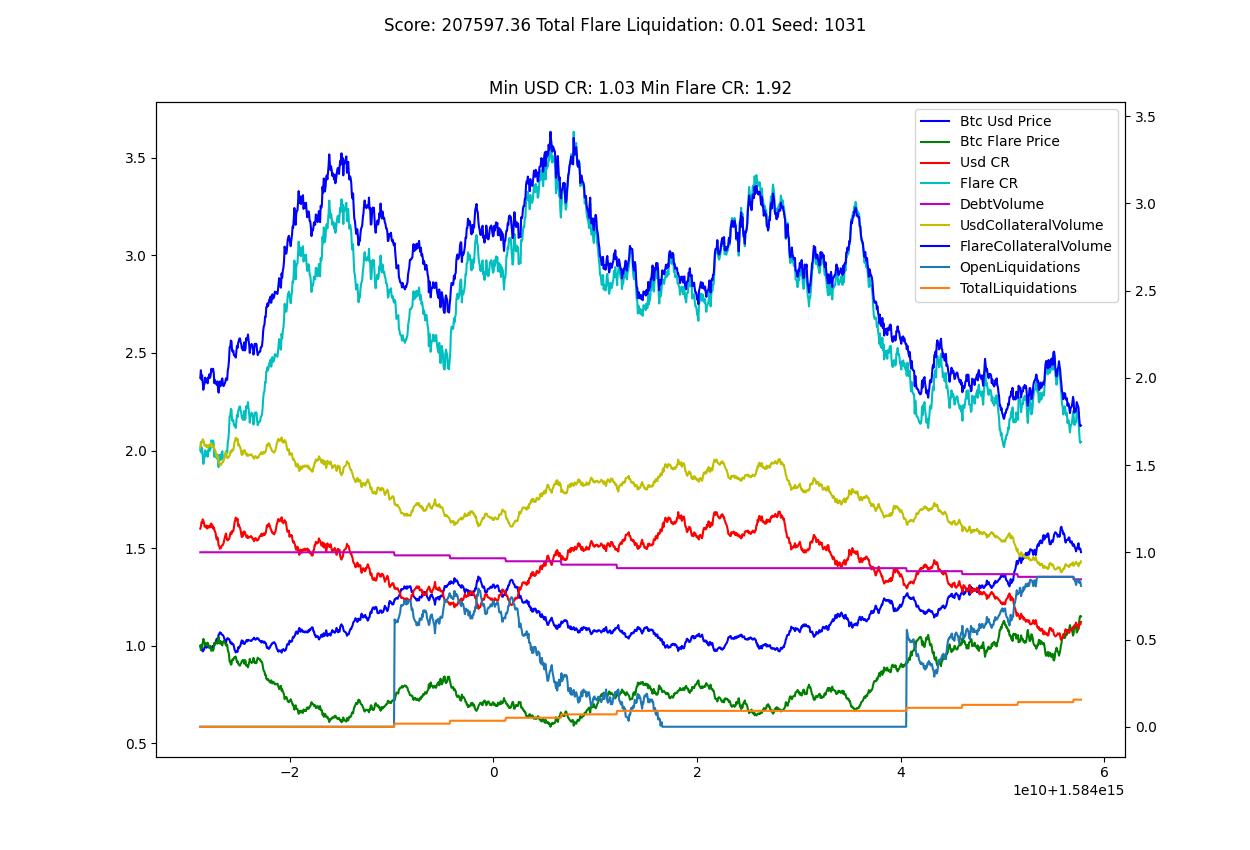 Score: 207597.36 Total Flare Liquidation: 0.01 Seed: 1031
Min USD CR: 1.03 Min Flare CR: 1.92
3.5
3.0
2.5
2.0
1.5
1.0
0.5
Btc Usd Price
Btc Flare Price
Usd CR
Flare CR
DebtVolume
UsdCollateralVolume
FlareCollateralVolume
OpenLiquidations
TotalLiquidations
3.5
3.0
2.5
2.0
1.5
1.0
0.5
0.0
−2 0 2 4 6
1e10+1.584e15